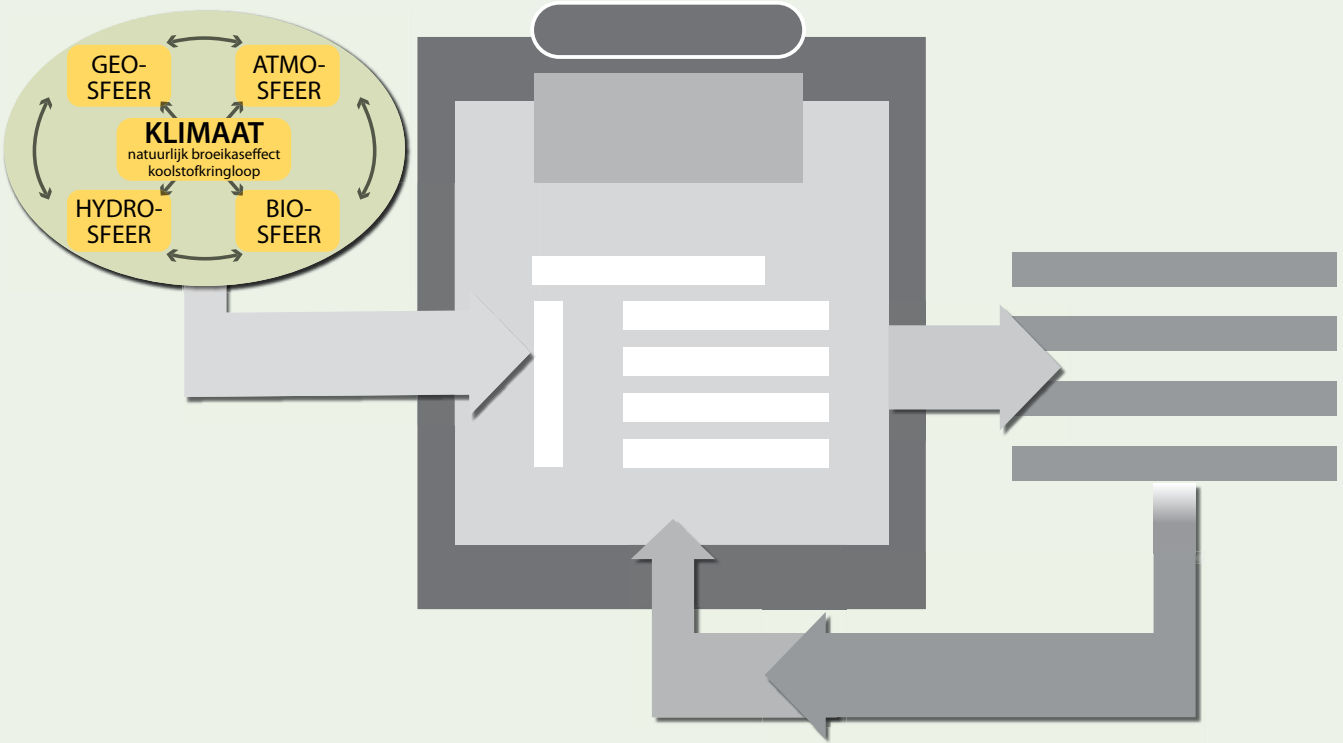 GEO-
SFEER
ATMO-
SFEER
KLIMAAT
natuurlijk broeikaseffect
koolstofkringloop
HYDRO-
SFEER
BIO-
SFEER